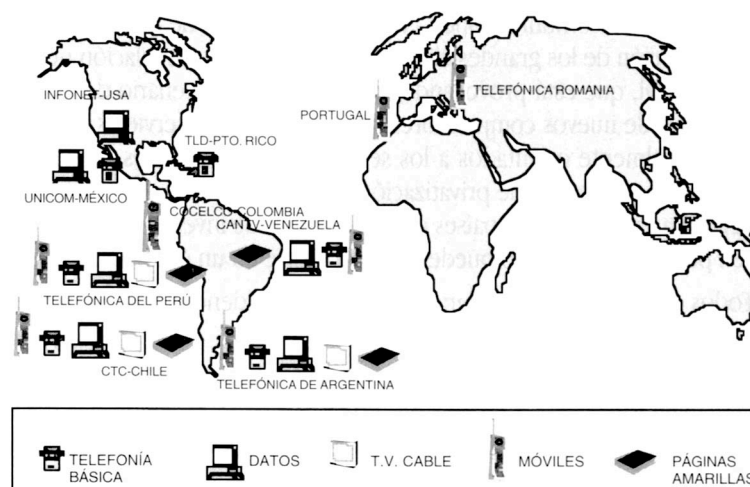 INFONET-USA
TELEFÓNICA ROMANIA
PORTUGAL
TLD-PTO. RICO
UNICOM-MÉXICO
COCELCO-COLOMBIA
CANTV-VENEZUELA
TELEFÓNICA DEL PERÚ
CTC-CHILE
TELEFÓNICA DE ARGENTINA
TELEFONÍA
BÁSICA
DATOS
T.V. CABLE
MÓVILES
PÁGINAS
AMARILLAS